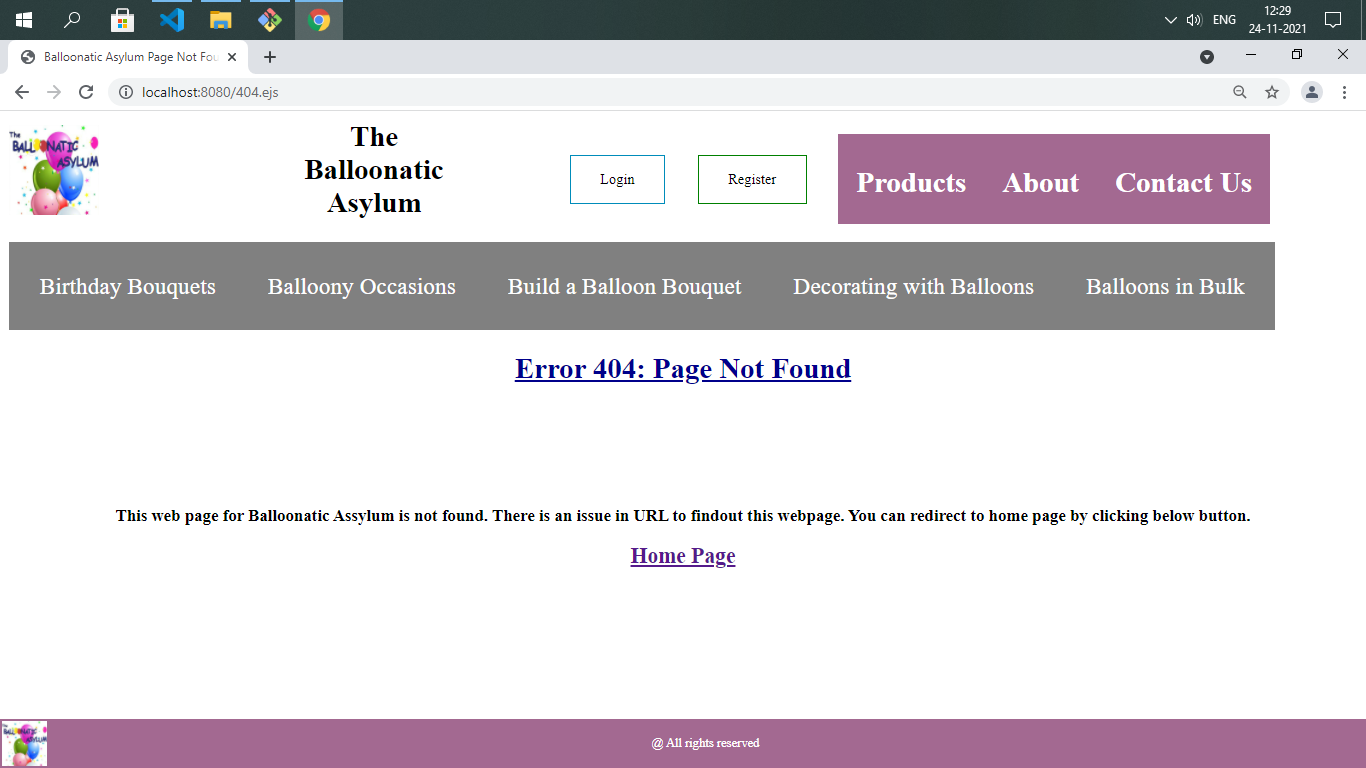 ENG
12:29
24-11-2021
Balloonatic Asylum Page Not Fou
localhost:8080/404.ejs
The
BALLOONATIC
ASYLUM
The
Balloonatic
Asylum
Login
Register
Products
About
Contact Us
Birthday Bouquets
Balloony Occasions
Build a Balloon Bouquet
Decorating with Balloons
Balloons in Bulk
Error 404: Page Not Found
This web page for Balloonatic Assylum is not found. There is an issue in URL to findout this webpage. You can redirect to home page by clicking below button.
Home Page
The
BALLOONATIC
ASYLUM
@ All rights reserved